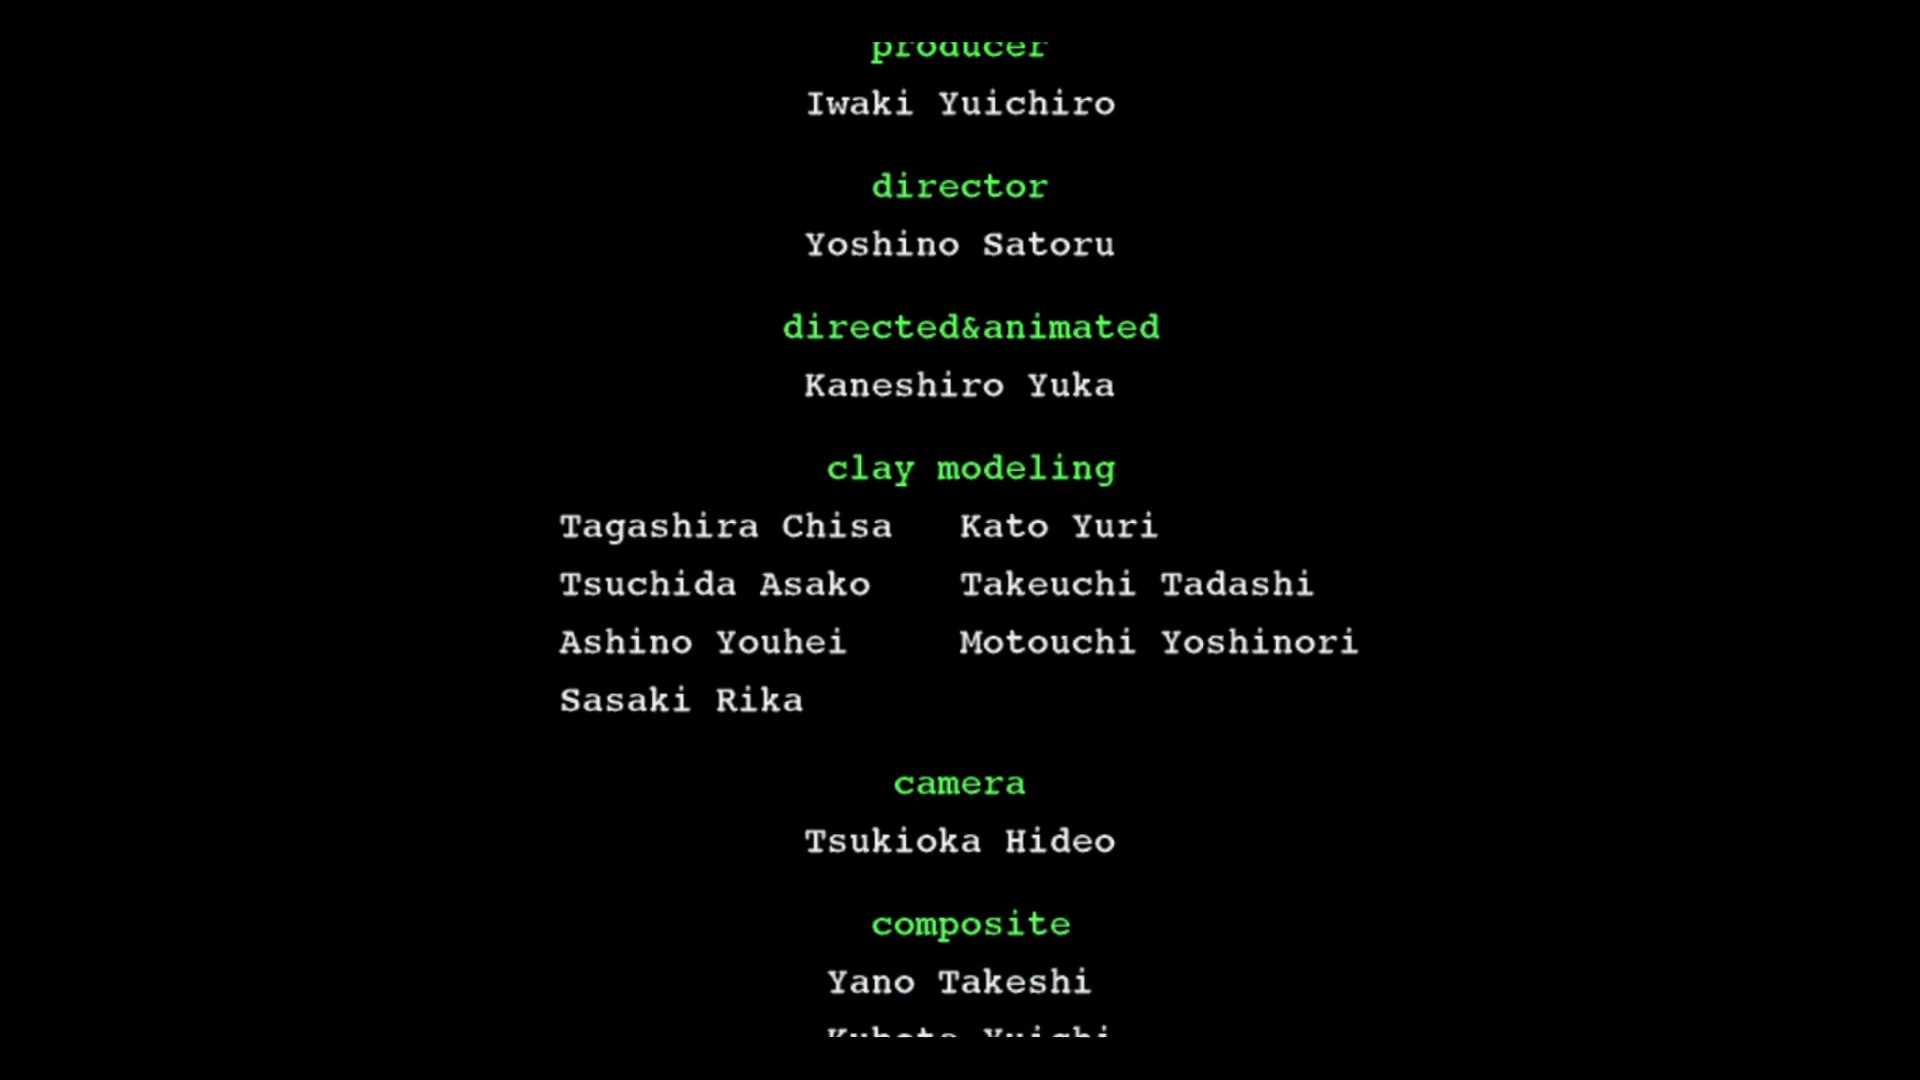 producer
Iwaki Yuichiro
director
Yoshino Satoru
directed&animated
Kaneshiro Yuka
clay modeling
Tagashira Chisa Kato Yuri
Tsuchida Asako Takeuchi Tadashi
Ashino Youhei Motouchi Yoshinori
Sasaki Rika
camera
Tsukioka Hideo
composite
Yano Takeshi